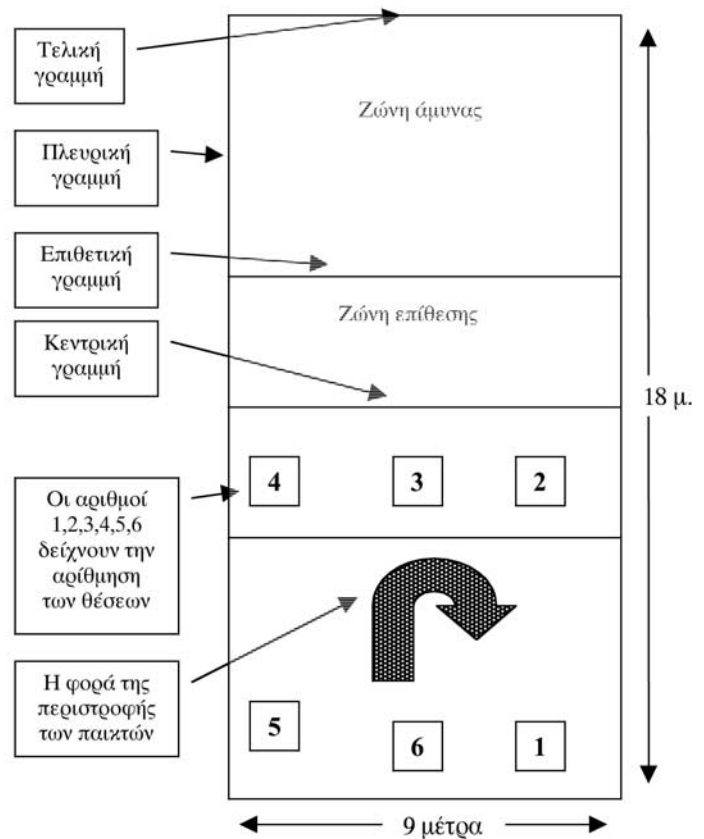 Τελική
γραμμή
Ζώνη άμυνας
Πλευρική
γραμμή
Επιθετική
γραμμή
Ζώνη επίθεσης
Κεντρική
γραμμή
18 μ.
4 3 2
Οι αριθμοί
1,2,3,4,5,6
δείχνουν την
αρίθμηση
των θέσεων
Η φορά της
περιστροφής
των παικτών
5 6 1
9 μέτρα